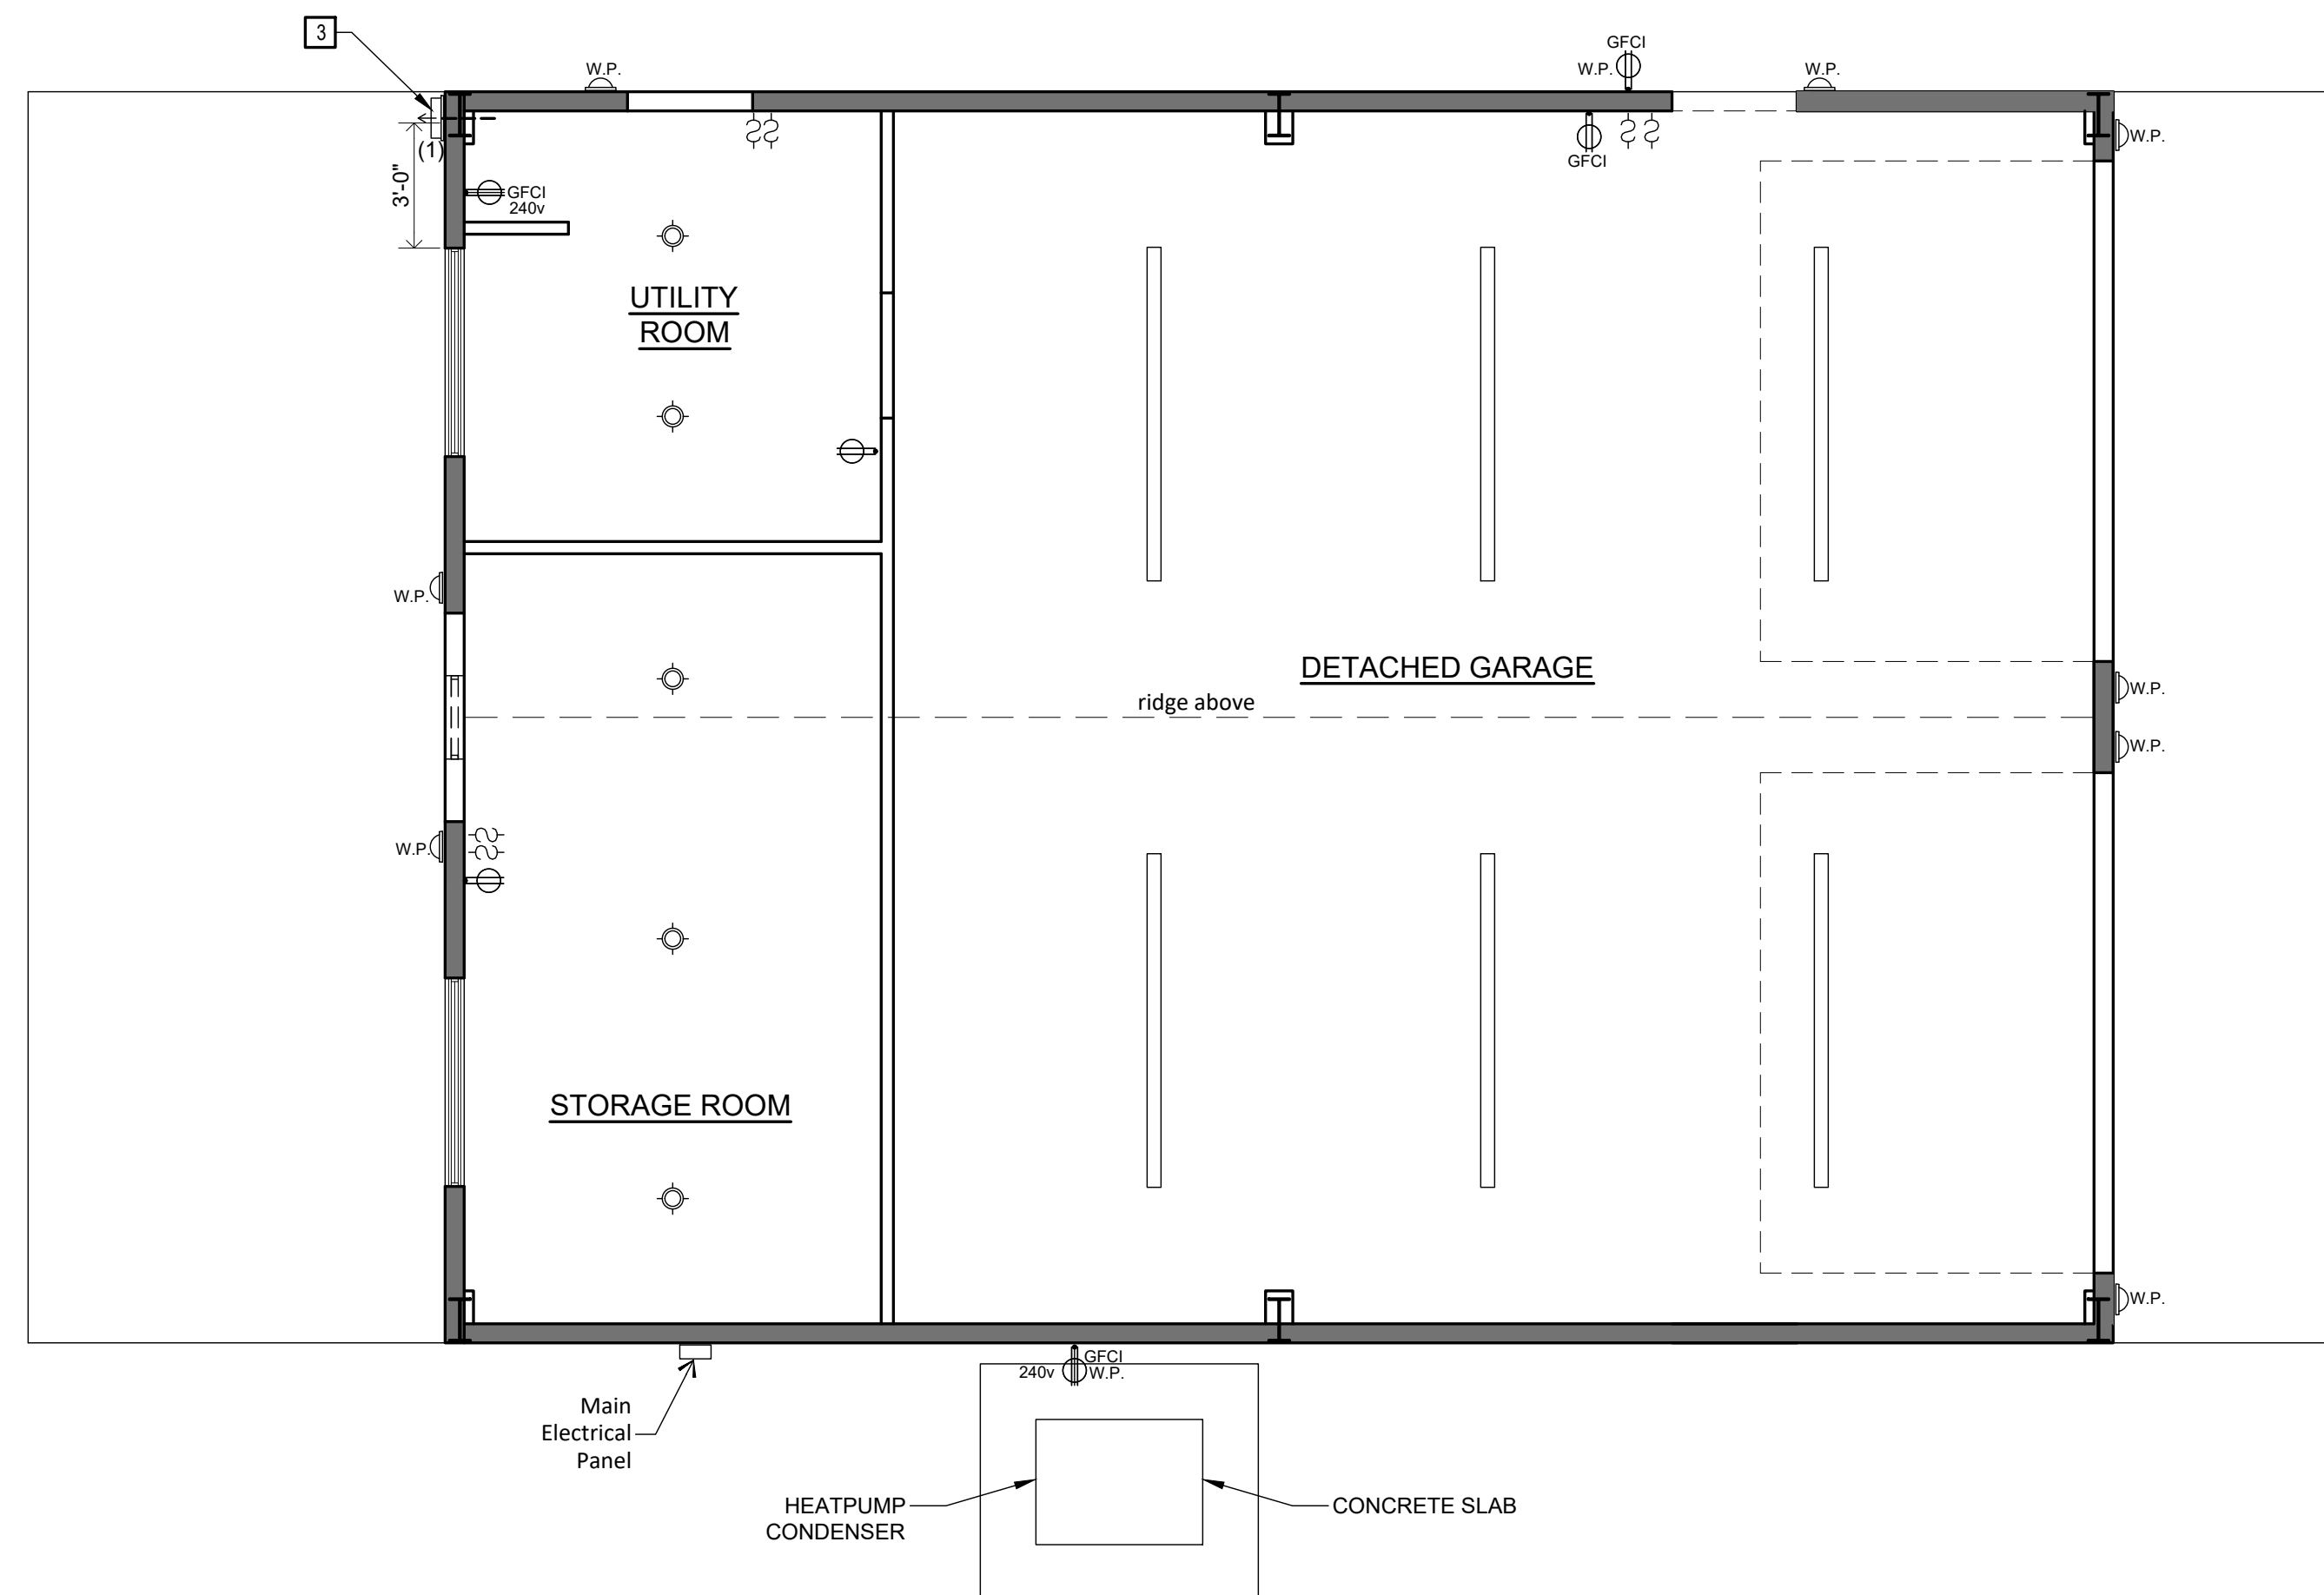 3
W.P.
GFCI
W.P.
W.P.
W.P.
(1)
3'-0"
GFCI
240v
GFCI
UTILITY
ROOM
W.P.
DETACHED GARAGE
ridge above
W.P.
W.P.
W.P.
STORAGE ROOM
W.P.
GFCI
240v
W.P.
Main
Electrical
Panel
HEATPUMP
CONDENSER
CONCRETE SLAB